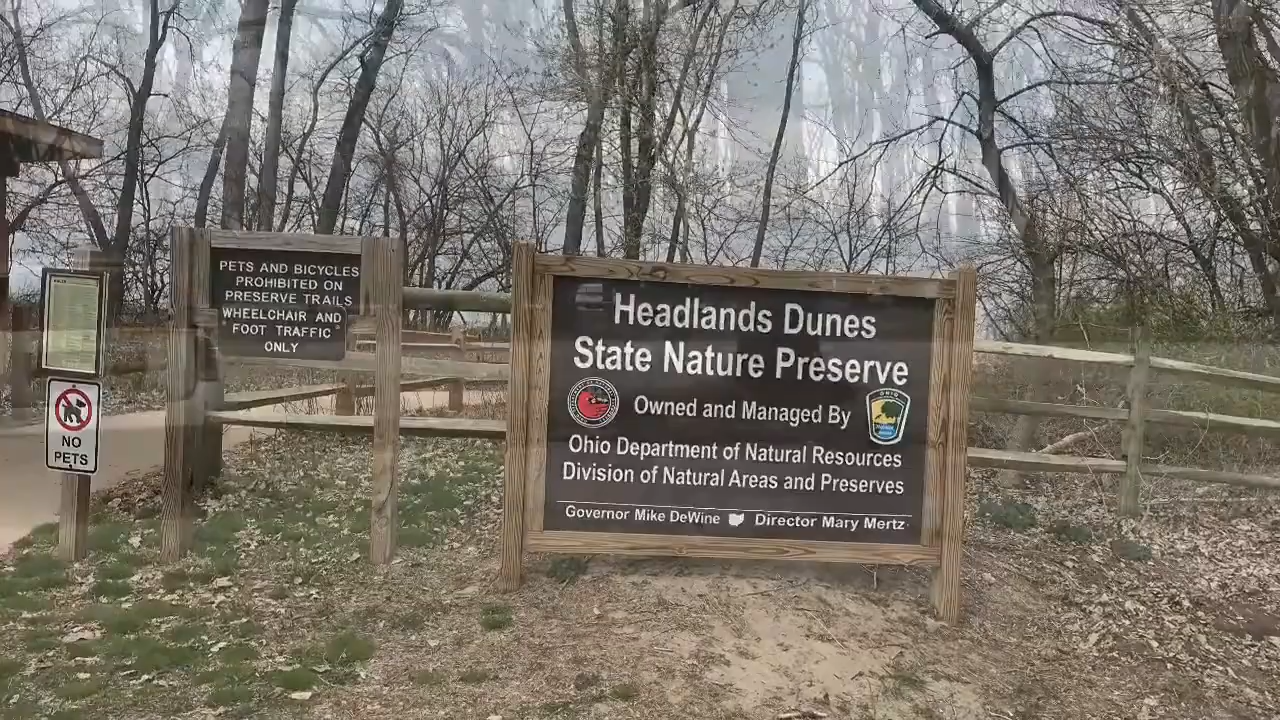 PETS AND BICYCLES
PROHIBITED ON
PRESERVE TRAILS
WHEELCHAIR AND
FOOT TRAFFIC
ONLY
NO
PETS
Headlands Dunes
State Nature Preserve
Owned and Managed By
OHIO
Ohio Department of Natural Resources
Division of Natural Areas and Preserves
Governor Mike DeWine Director Mary Mertz